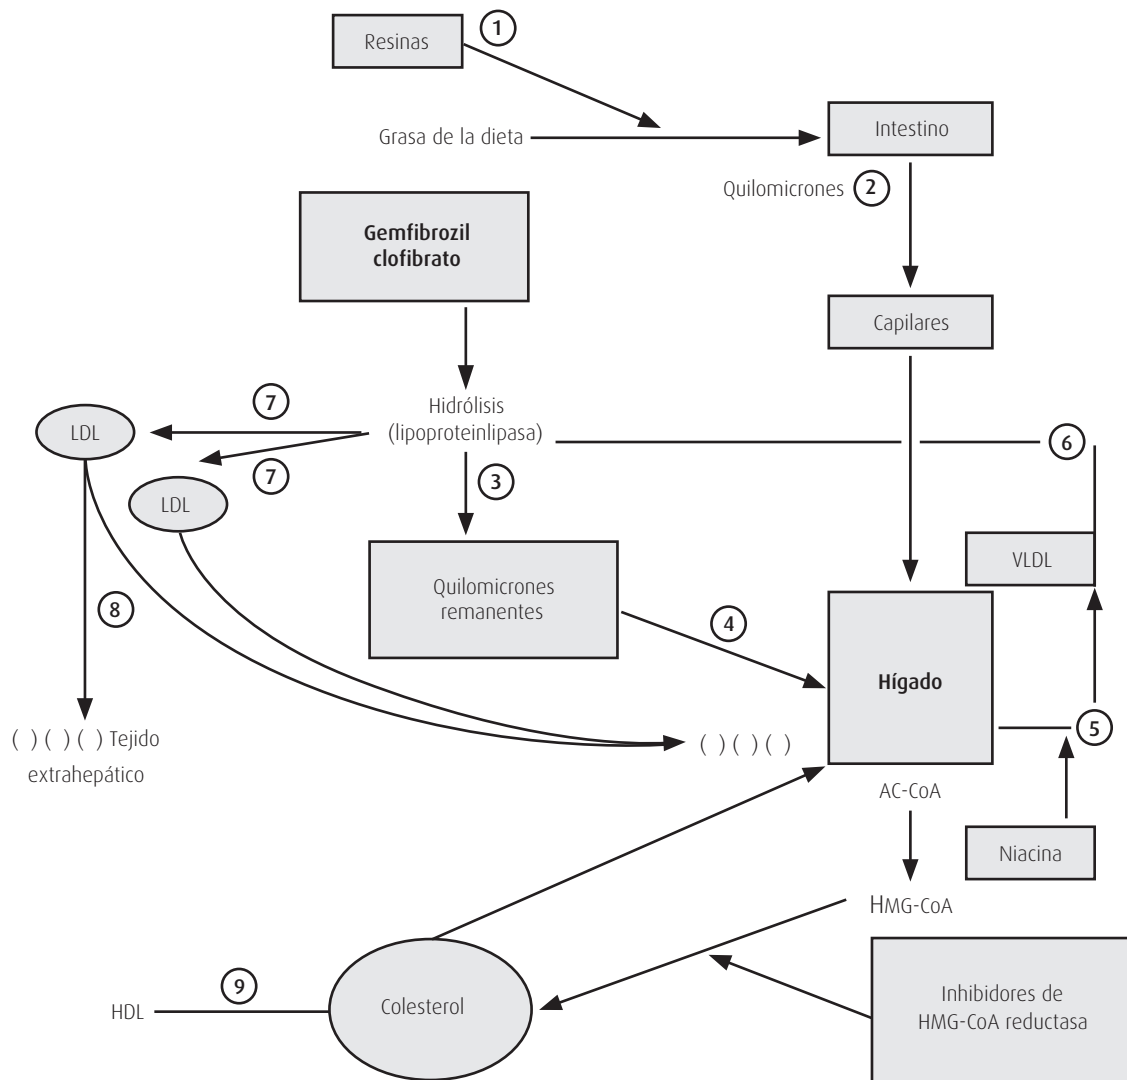 1
Resinas
Grasa de la dieta
Intestino
Quilomicrones 2
Gemfibrozil
clofibrato
Capilares
Hidrólisis
(lipoproteinlipasa)
7
LDL
6
7
3
LDL
VLDL
Quilomicrones
remanentes
8
4
Hígado
( ) ( ) ( ) Tejido
extrahepático
( ) ( ) ( )
5
AC-CoA
Niacina
HMG-CoA
9
HDL
Colesterol
Inhibidores de
HMG-CoA reductasa